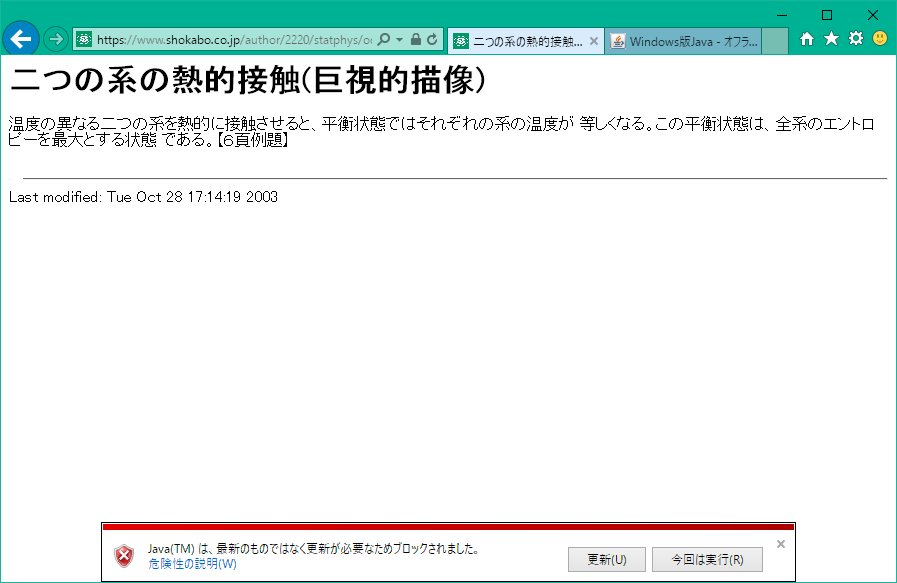 https://www.shokabo.co.jp/author/2220/statphys/o
二つの系の熱的接触...
Windows版Java - オフラ...
二つの系の熱的接触(巨視的描像)
温度の異なる二つの系を熱的に接触させると、平衡状態ではそれぞれの系の温度が 等しくなる。この平衡状態は、全系のエントロ
ピーを最大とする状態 である。【6頁例題】
Last modified: Tue Oct 28 17:14:19 2003
Java(TM) は、最新のものではなく更新が必要なためブロックされました。
危険性の説明(W)
更新(U)
今回は実行(R)